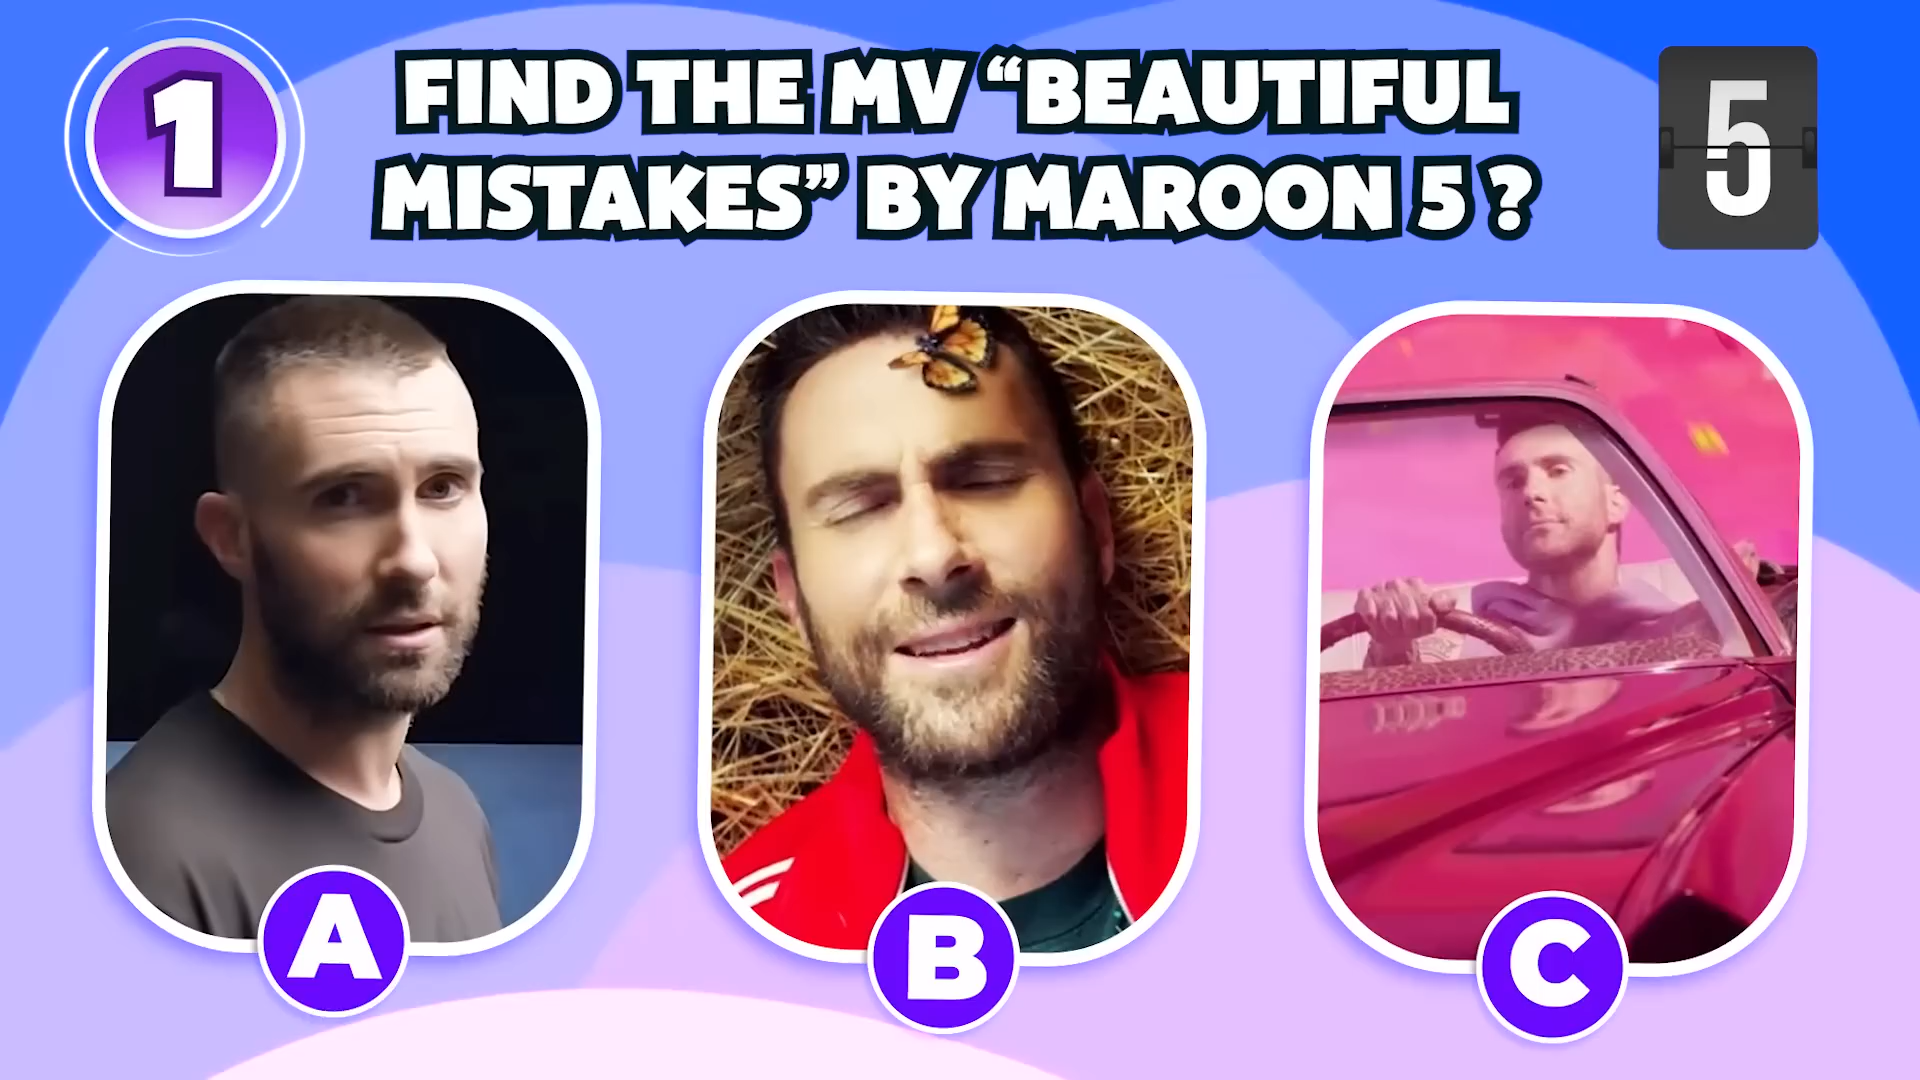 1
FIND THE MV “BEAUTIFUL
MISTAKES” BY MAROON 5 ?
5
A
B
C